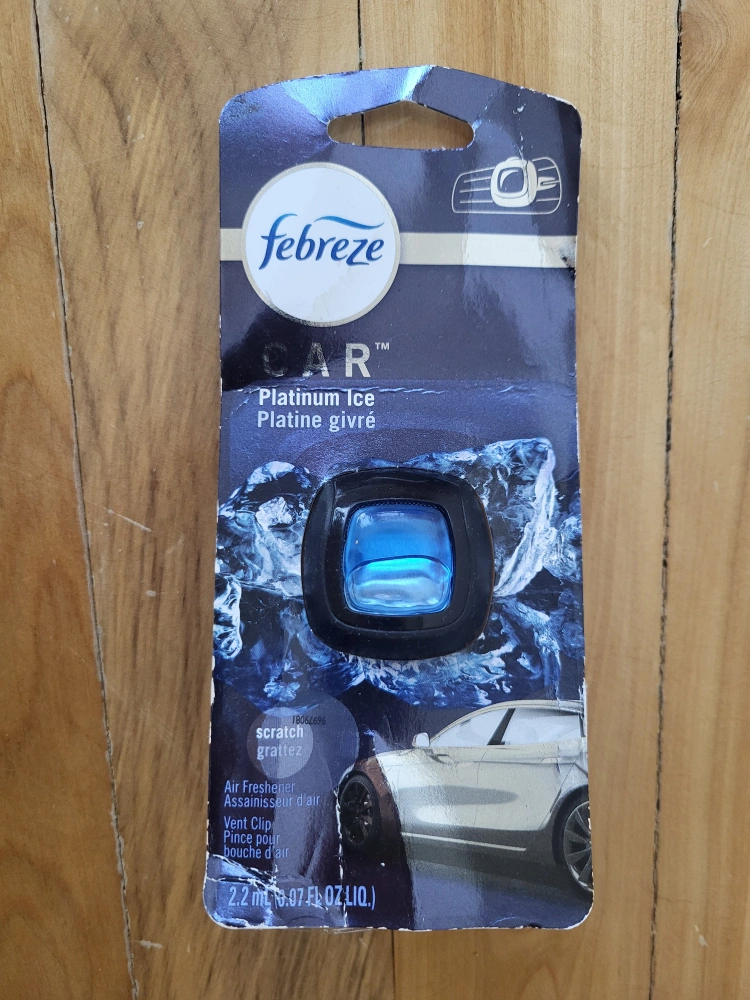 febreze
CAR™
Platinum Ice
Platine givré
18064696
scratch
grattez
Air Freshener
Assainisseur d'air
Vent Clip
Pince pour
bouche d'air
2.2 mL (0.07 FL OZ LIQ.)